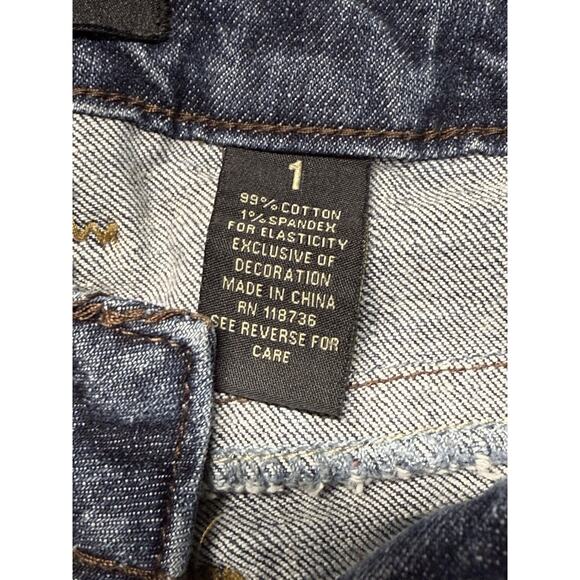 1
99% COTTON
1% SPANDEX
FOR ELASTICITY
EXCLUSIVE OF
DECORATION
MADE IN CHINA
RN 118736
SEE REVERSE FOR
CARE